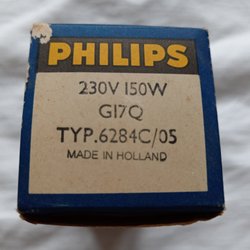 PHILIPS
230V 150W
G17Q
TYP.6284C/05
MADE IN HOLLAND